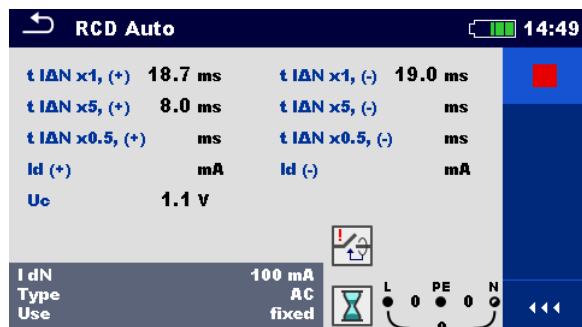 RCD Auto 14:49
t IΔN x1, (+) 18.7 ms t IΔN x1, (-) 19.0 ms
t IΔN x5, (+) 8.0 ms t IΔN x5, (-) ms
t IΔN x0.5, (+) ms t IΔN x0.5, (-) ms
Id (+) mA Id (-) mA
Uc 1.1 V
I dN 100 mA
Type AC
Use fixed
L PE N
0 0
0